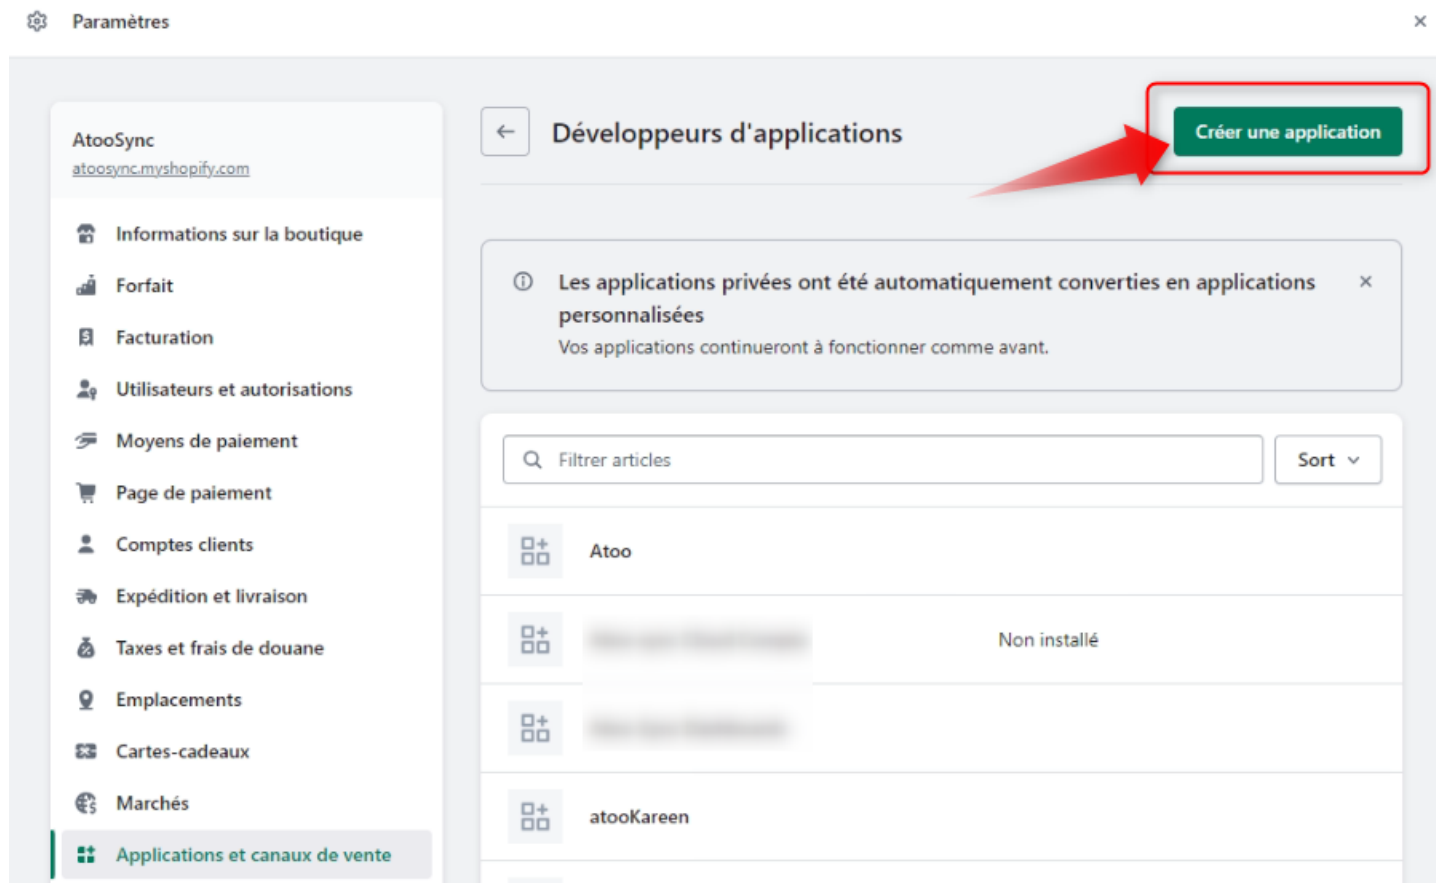 Paramètres
AtooSync
atoosync.myshopify.com
Informations sur la boutique
Forfait
Facturation
Utilisateurs et autorisations
Moyens de paiement
Page de paiement
Comptes clients
Expédition et livraison
Taxes et frais de douane
Emplacements
Cartes-cadeaux
Marchés
Applications et canaux de vente
Développeurs d'applications
Créer une application
Les applications privées ont été automatiquement converties en applications
personnalisées
Vos applications continueront à fonctionner comme avant.
Filtrer articles
Sort
Atoo
Non installé
atooKareen